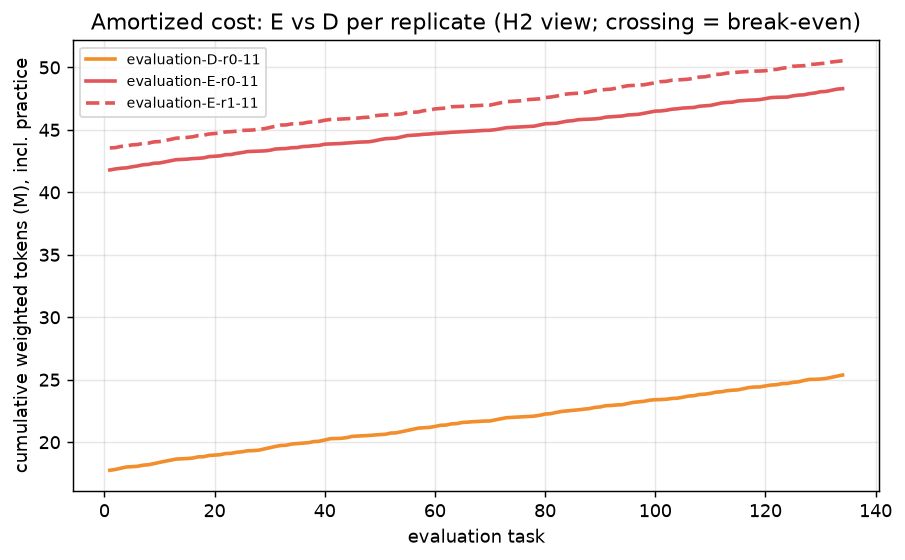 Amortized cost: E vs D per replicate (H2 view; crossing = break-even)
evaluation-D-r0-11
evaluation-E-r0-11
evaluation-E-r1-11
cumulative weighted tokens (M), incl. practice
50
45
40
35
30
25
20
0 20 40 60 80 100 120 140
evaluation task